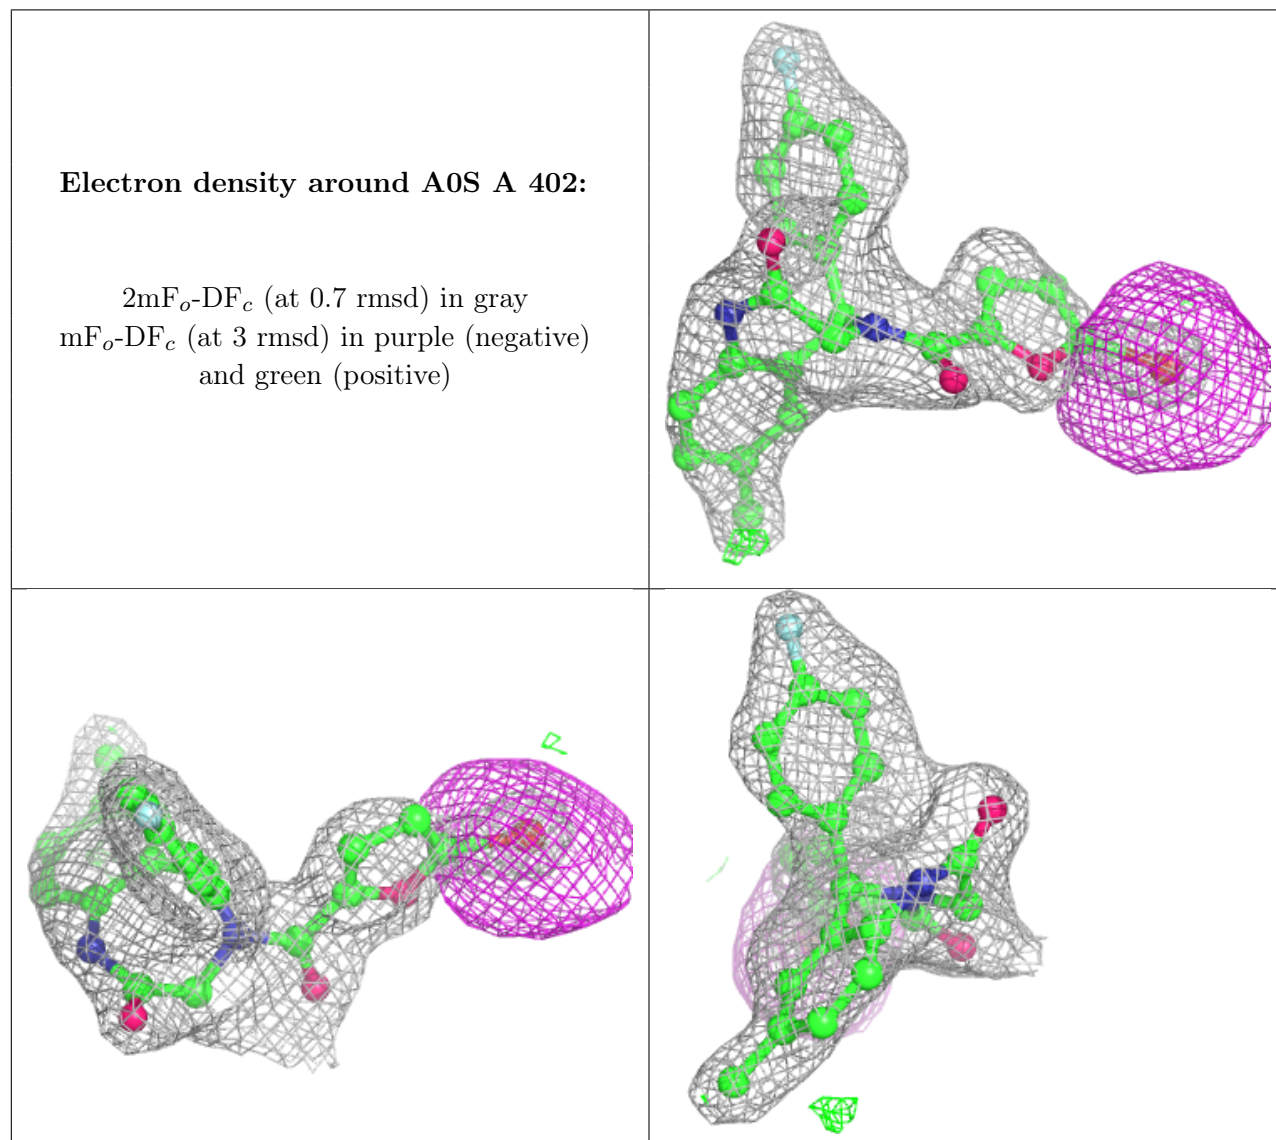 Electron density around A0S A 402:
2mFo-DFc (at 0.7 rmsd) in gray
mFo-DFc (at 3 rmsd) in purple (negative)
and green (positive)